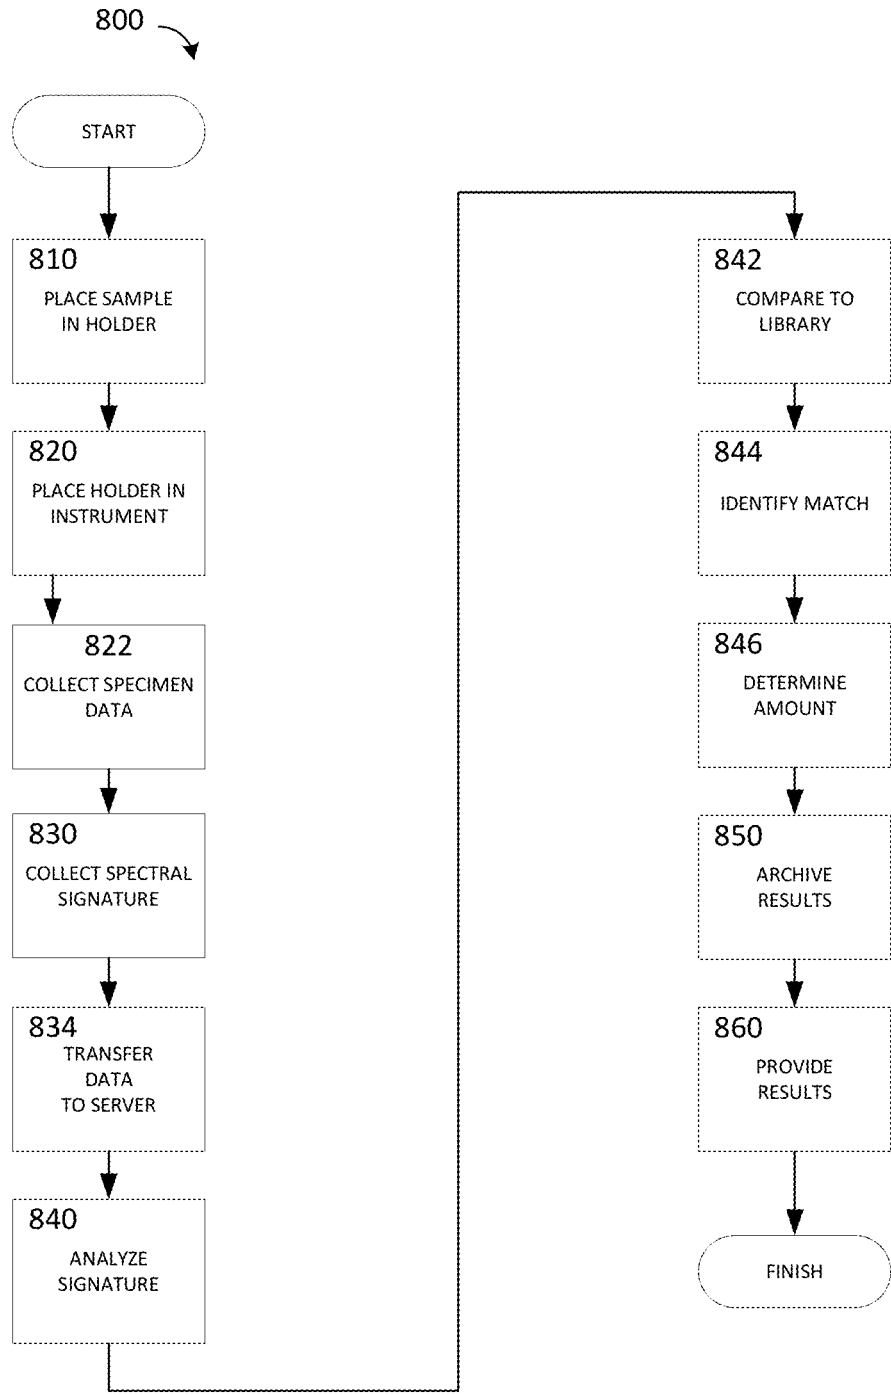 800
START
810
PLACE SAMPLE
IN HOLDER
820
PLACE HOLDER IN
INSTRUMENT
822
COLLECT SPECIMEN
DATA
830
COLLECT SPECTRAL
SIGNATURE
834
TRANSFER
DATA
TO SERVER
840
ANALYZE
SIGNATURE
842
COMPARE TO
LIBRARY
844
IDENTIFY MATCH
846
DETERMINE
AMOUNT
850
ARCHIVE
RESULTS
860
PROVIDE
RESULTS
FINISH